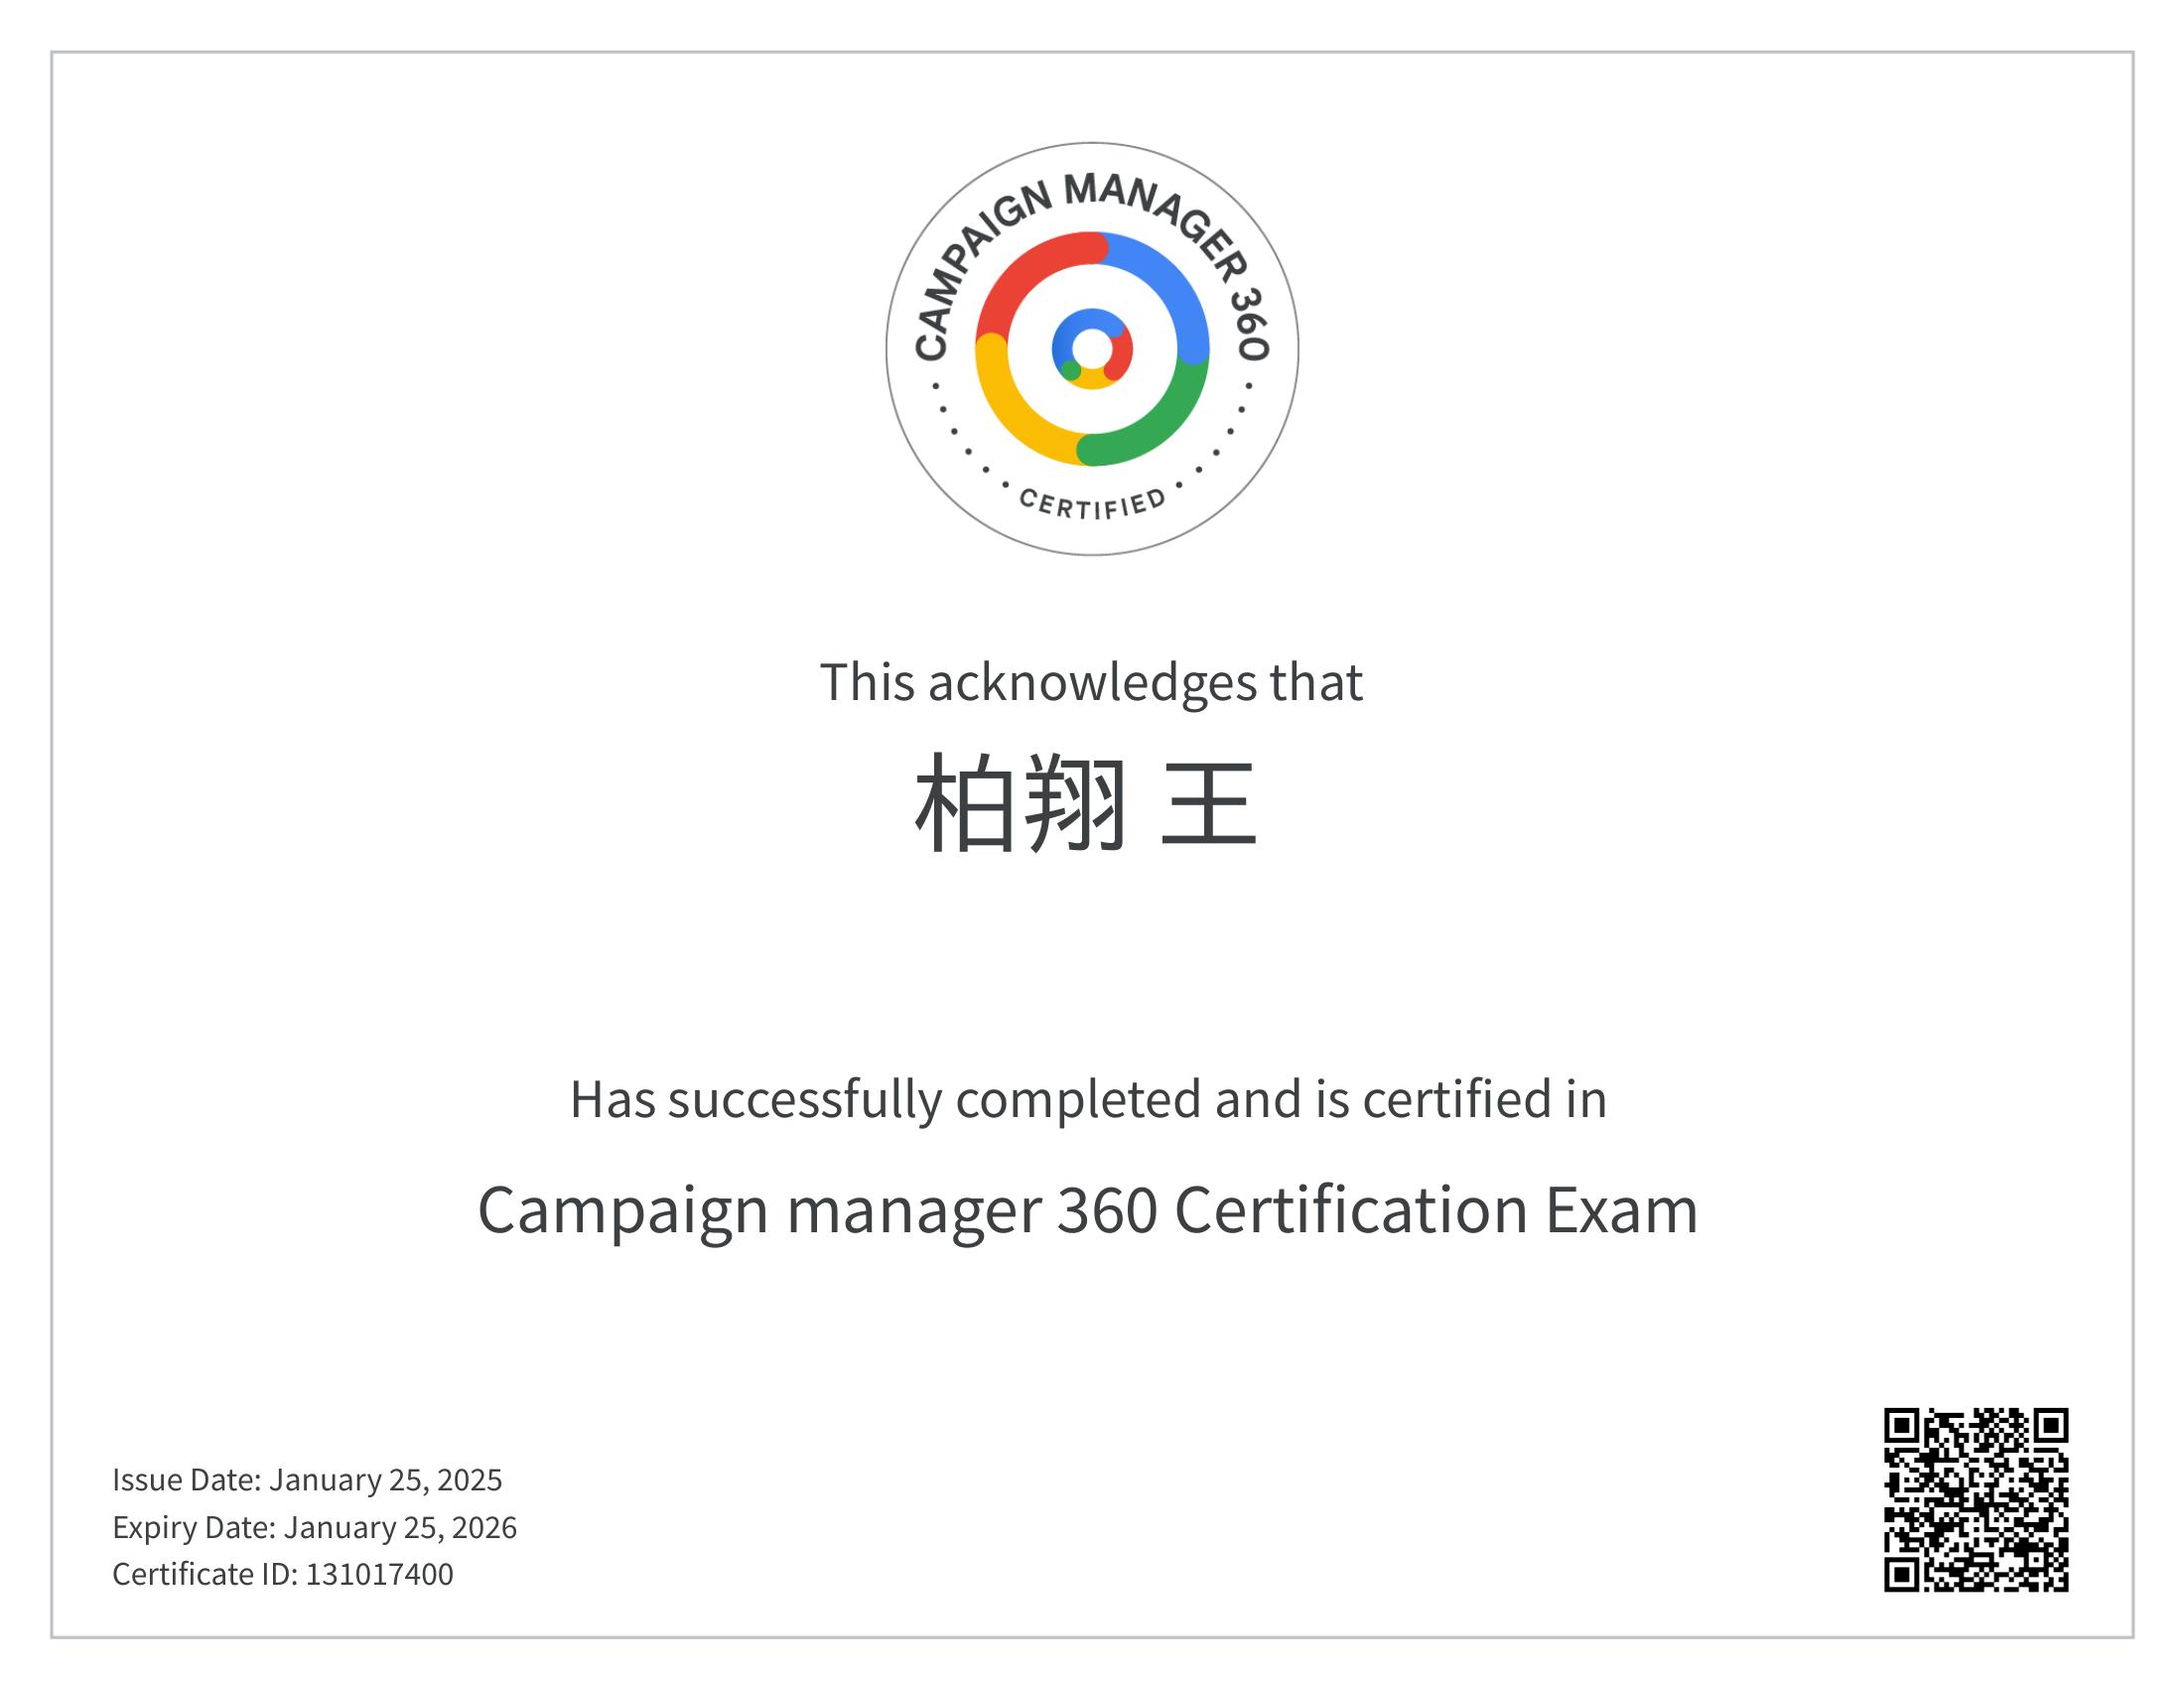 CAMPAIGN MANAGER 360
CERTIFIED
This acknowledges that
柏翔 王
Has successfully completed and is certified in
Campaign manager 360 Certification Exam
Issue Date: January 25, 2025
Expiry Date: January 25, 2026
Certificate ID: 131017400